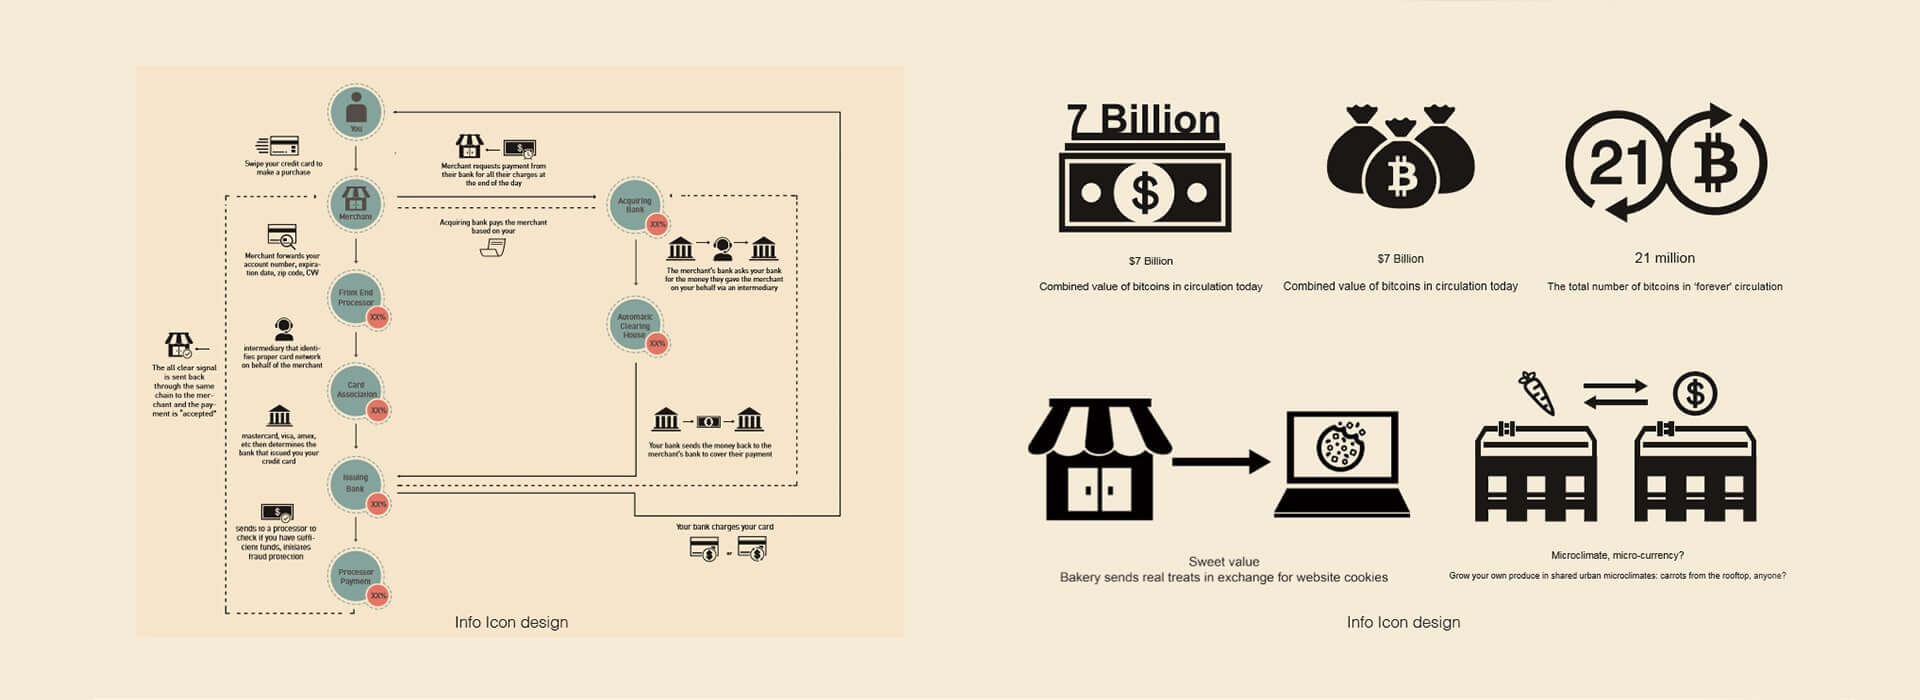 You
Swipe your credit card to
make a purchase
Merchant
Merchant requests payment from
their bank for all their charges at
the end of the day
Acquiring bank pays the merchant
based on your
Acquiring
Bank
XX%
Merchant forwards your
account number, expira-
tion date, zip code, CVV
The merchant's bank asks your bank
for the money they gave the merchant
on your behalf via an intermediary
Front End
Processor
XX%
Automatic
Clearing
House
XX%
intermediary that identi-
fies proper card network
on behalf of the merchant
The all clear signal
is sent back
through the same
chain to the mer-
chant and the pay-
ment is "accepted"
Card
Association
XX%
mastercard, visa, amex,
etc then determines the
bank that issued you your
credit card
Your bank sends the money back to the
merchant's bank to cover their payment
Issuing
Bank
XX%
sends to a processor to
check if you have suffi-
cient funds, initiates
fraud protection
Your bank charges your card
or
Processor
Payment
XX%
Info Icon design
7 Billion
$
$7 Billion
Combined value of bitcoins in circulation today
₿
$7 Billion
Combined value of bitcoins in circulation today
21 ₿
21 million
The total number of bitcoins in 'forever' circulation
Sweet value
Bakery sends real treats in exchange for website cookies
$
Microclimate, micro-currency?
Grow your own produce in shared urban microclimates: carrots from the rooftop, anyone?
Info Icon design